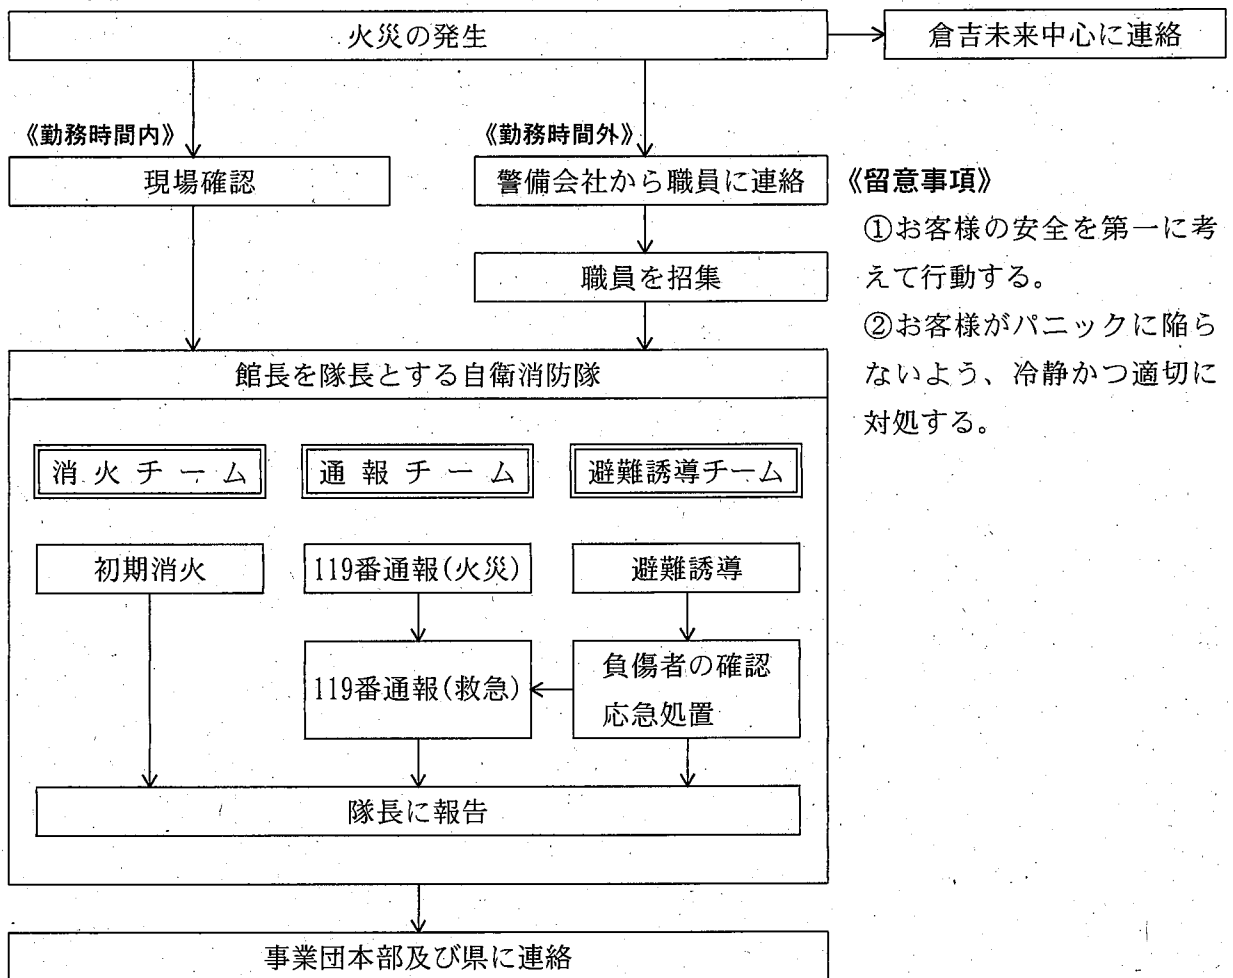 火災の発生
倉吉未来中心に連絡
《勤務時間内》
《勤務時間外》
現場確認
警備会社から職員に連絡
職員を招集
《留意事項》
①お客様の安全を第一に考
えて行動する。
②お客様がパニックに陥ら
ないよう、冷静かつ適切に
対処する。
館長を隊長とする自衛消防隊
消火チーム
通報チーム
避難誘導チーム
初期消火
119番通報(火災)
避難誘導
119番通報(救急)
負傷者の確認
応急処置
隊長に報告
事業団本部及び県に連絡